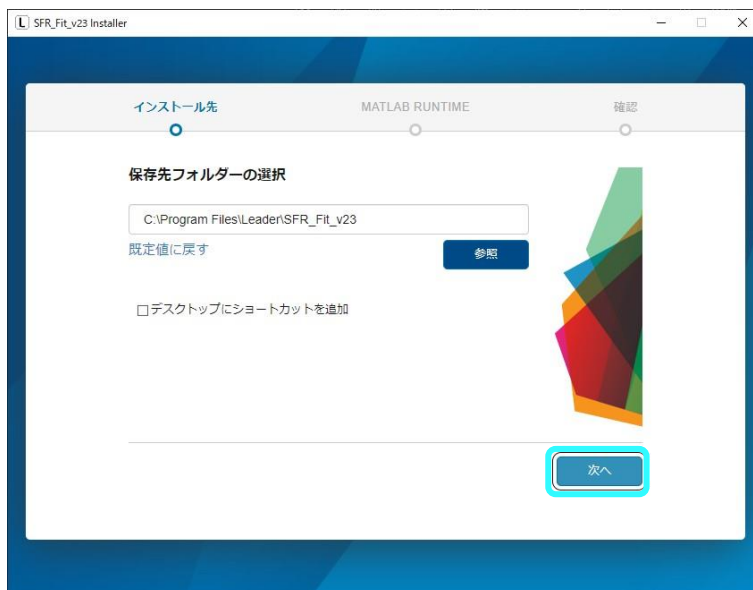 L SFR_Fit_v23 Installer
インストール先 MATLAB RUNTIME 確認
保存先フォルダーの選択
C:\Program Files\Leader\SFR_Fit_v23
既定値に戻す 参照
デスクトップにショートカットを追加
次へ